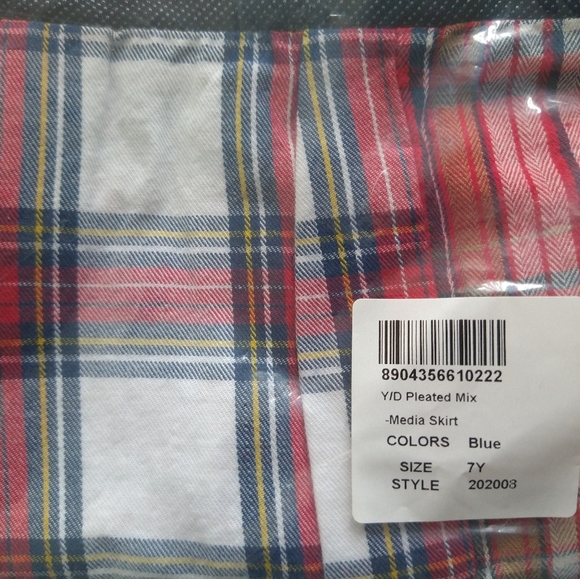 8904356610222
Y/D Pleated Mix
-Media Skirt
COLORS Blue
SIZE 7Y
STYLE 202008